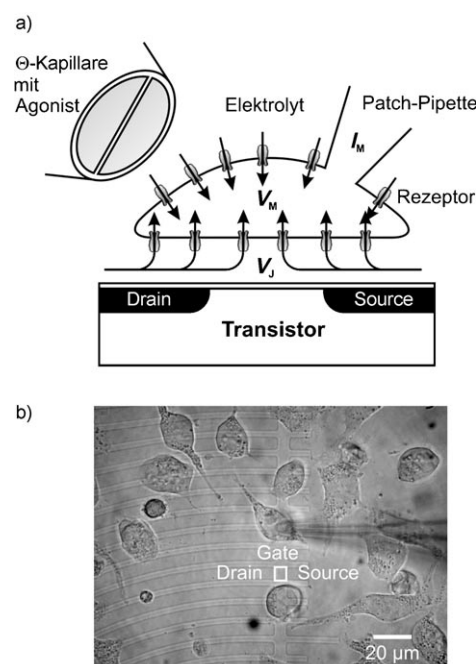 a)
Θ-Kapillare
mit
Agonist
Elektrolyt
Patch-Pipette
I_M
V_M
Rezeptor
V_J
Drain
Source
Transistor
b)
Gate
Drain
Source
20 µm